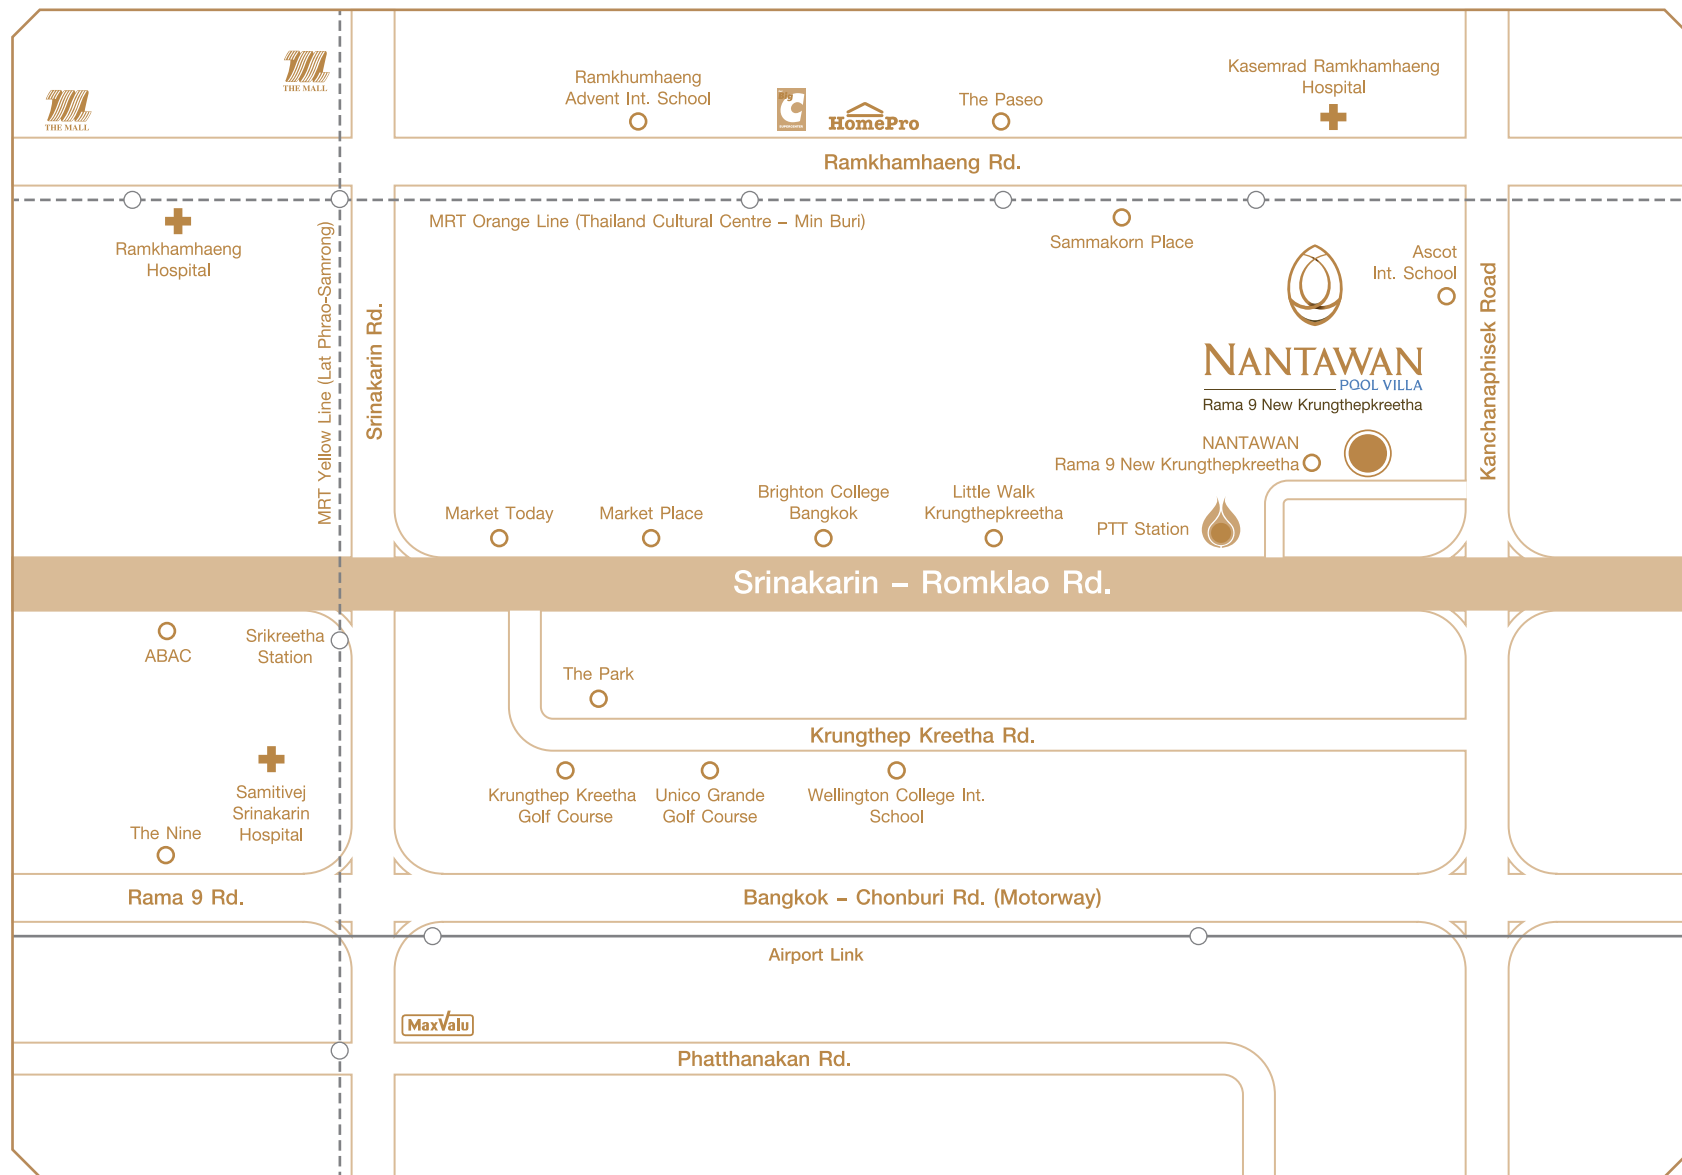 THE MALL
THE MALL
Ramkhumhaeng
Advent Int. School
Big
C
HomePro
The Paseo
Kasemrad Ramkhamhaeng
Hospital
Ramkhamhaeng Rd.
MRT Orange Line (Thailand Cultural Centre – Min Buri)
Ramkhamhaeng
Hospital
MRT Yellow Line (Lat Phrao-Samrong)
Srinakarin Rd.
Sammakorn Place
Ascot
Int. School
Kanchanaphisek Road
NANTAWAN
POOL VILLA
Rama 9 New Krungthepkreetha
NANTAWAN
Rama 9 New Krungthepkreetha
Market Today
Market Place
Brighton College
Bangkok
Little Walk
Krungthepkreetha
PTT Station
Srinakarin – Romklao Rd.
ABAC
Srikreetha
Station
The Park
Krungthep Kreetha Rd.
Samitivej
Srinakarin
Hospital
The Nine
Krungthep Kreetha
Golf Course
Unico Grande
Golf Course
Wellington College Int.
School
Rama 9 Rd.
Bangkok – Chonburi Rd. (Motorway)
Airport Link
MaxValu
Phatthanakan Rd.